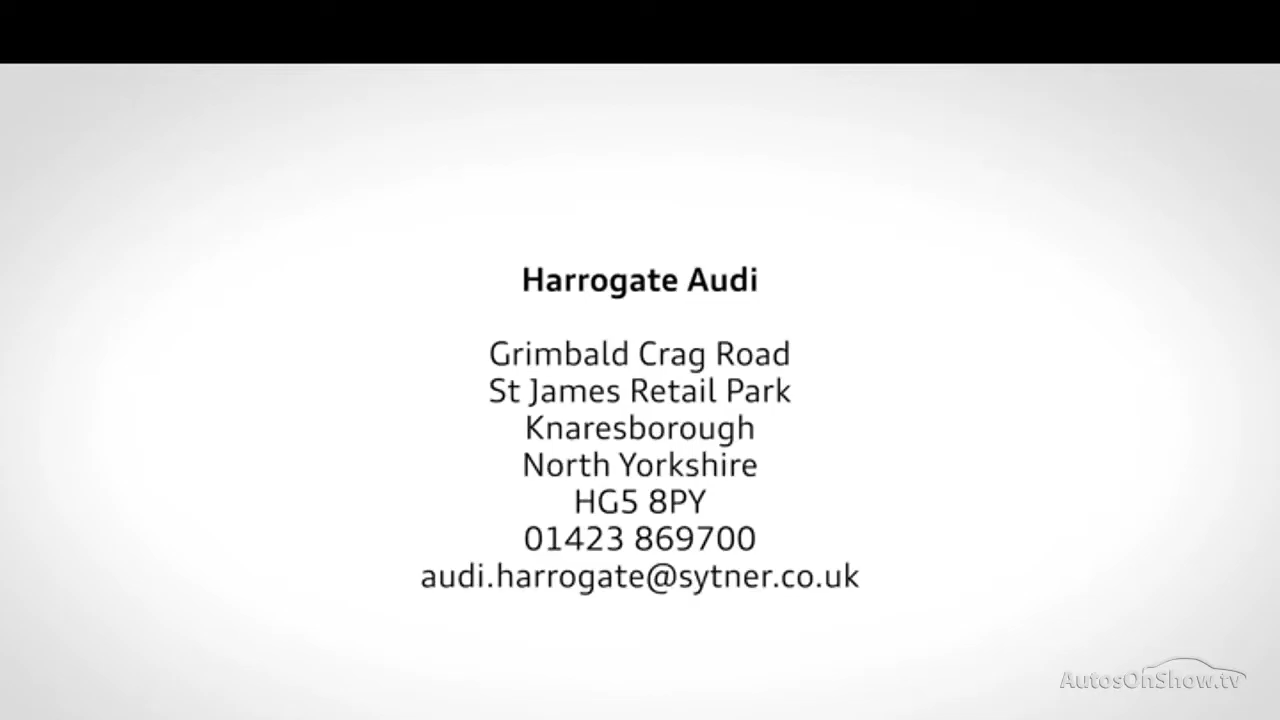 Harrogate Audi
Grimbald Crag Road
St James Retail Park
Knaresborough
North Yorkshire
HG5 8PY
01423 869700
audi.harrogate@sytner.co.uk
AutosOnShow.tv